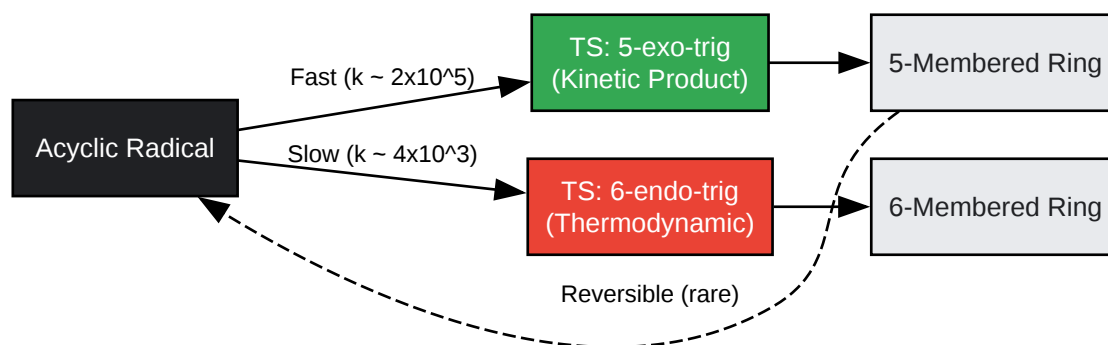 TS: 5-exo-trig
(Kinetic Product)
5-Membered Ring
Fast (k ~ 2x10^5)
Acyclic Radical
Slow (k ~ 4x10^3)
TS: 6-endo-trig
(Thermodynamic)
6-Membered Ring
Reversible (rare)